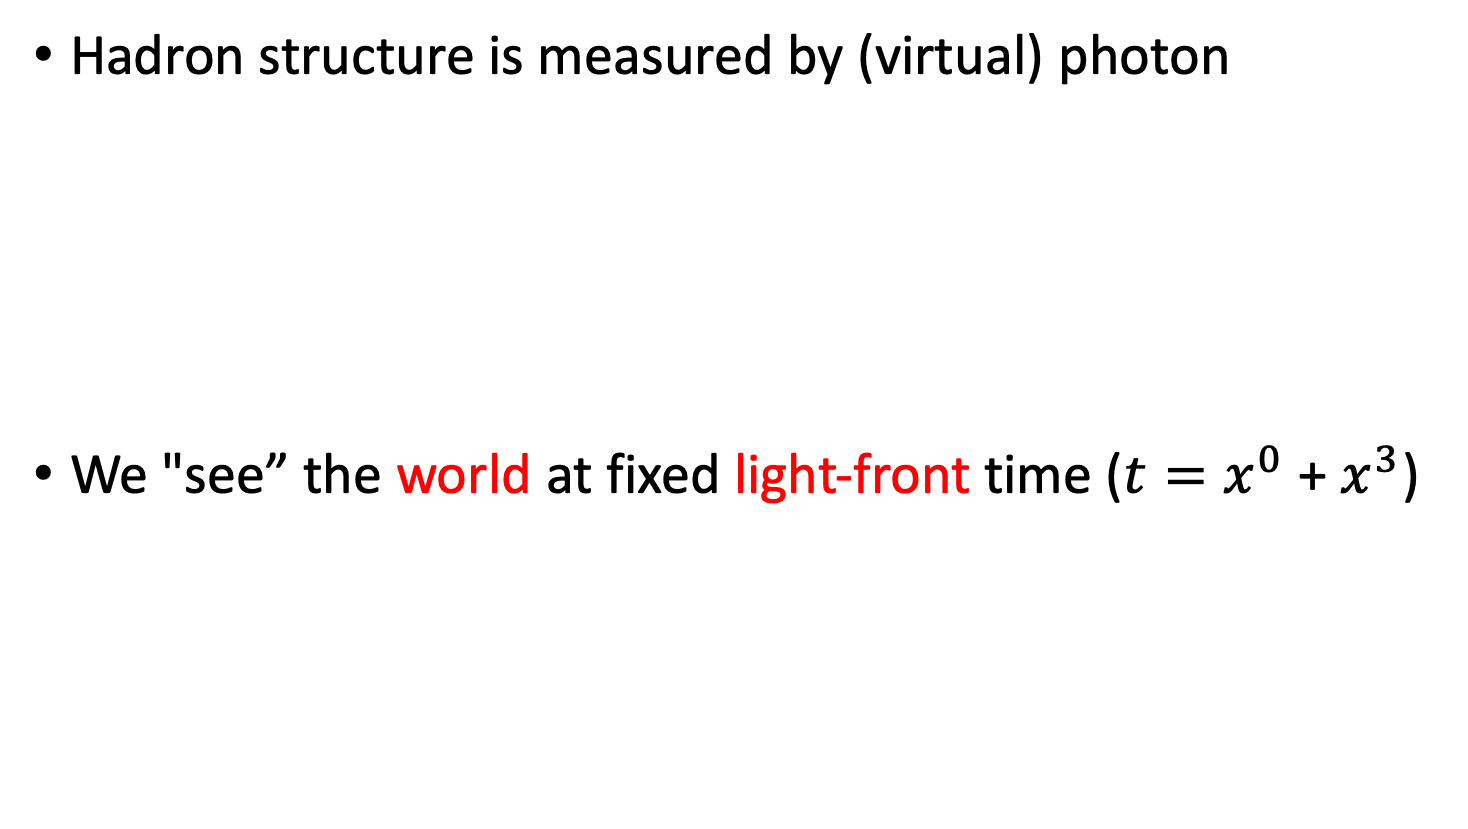 • Hadron structure is measured by (virtual) photon
• We "see” the world at fixed light-front time (𝑡 = 𝑥⁰ + 𝑥³)